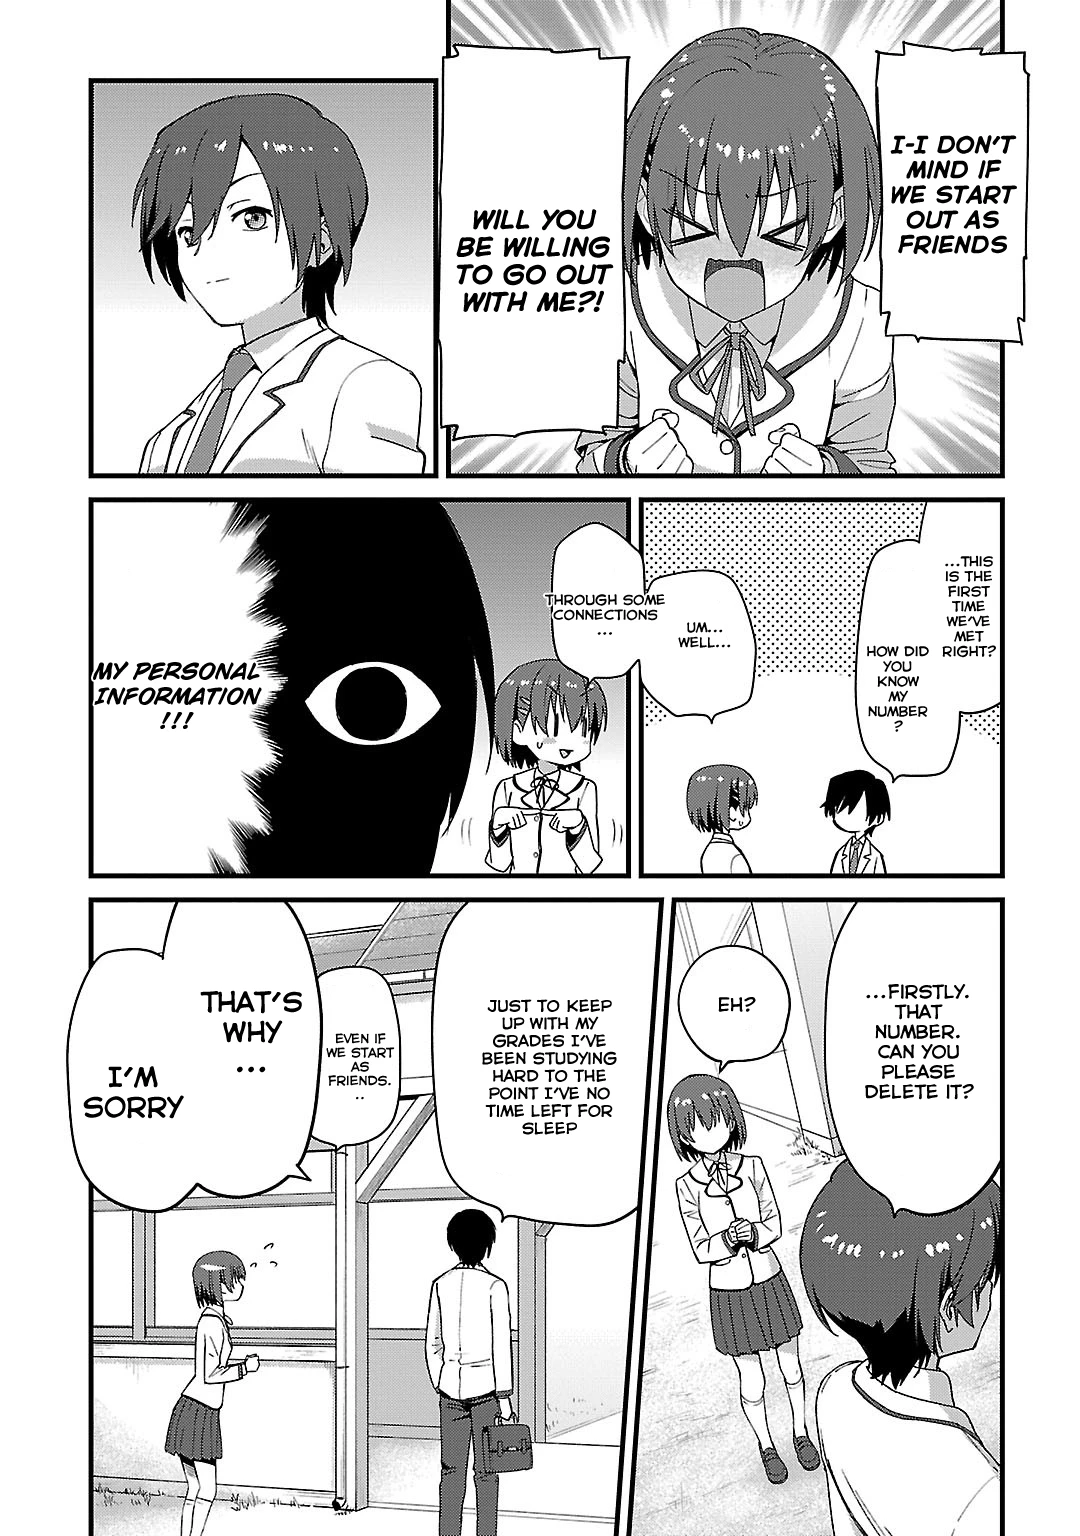 I-I DON'T
MIND IF
WE START
OUT AS
FRIENDS
WILL YOU
BE WILLING
TO GO OUT
WITH ME?!
...THIS
IS THE
FIRST
TIME
WE'VE
MET
RIGHT?
HOW DID
YOU
KNOW
MY
NUMBER
?
UM...
WELL...
THROUGH SOME
CONNECTIONS
...
MY PERSONAL
INFORMATION
!!!
...FIRSTLY.
THAT
NUMBER.
CAN YOU
PLEASE
DELETE IT?
EH?
JUST TO KEEP
UP WITH MY
GRADES I'VE
BEEN STUDYING
HARD TO THE
POINT I'VE NO
TIME LEFT FOR
SLEEP
EVEN IF
WE START
AS
FRIENDS.
..
THAT'S
WHY
...
I'M
SORRY